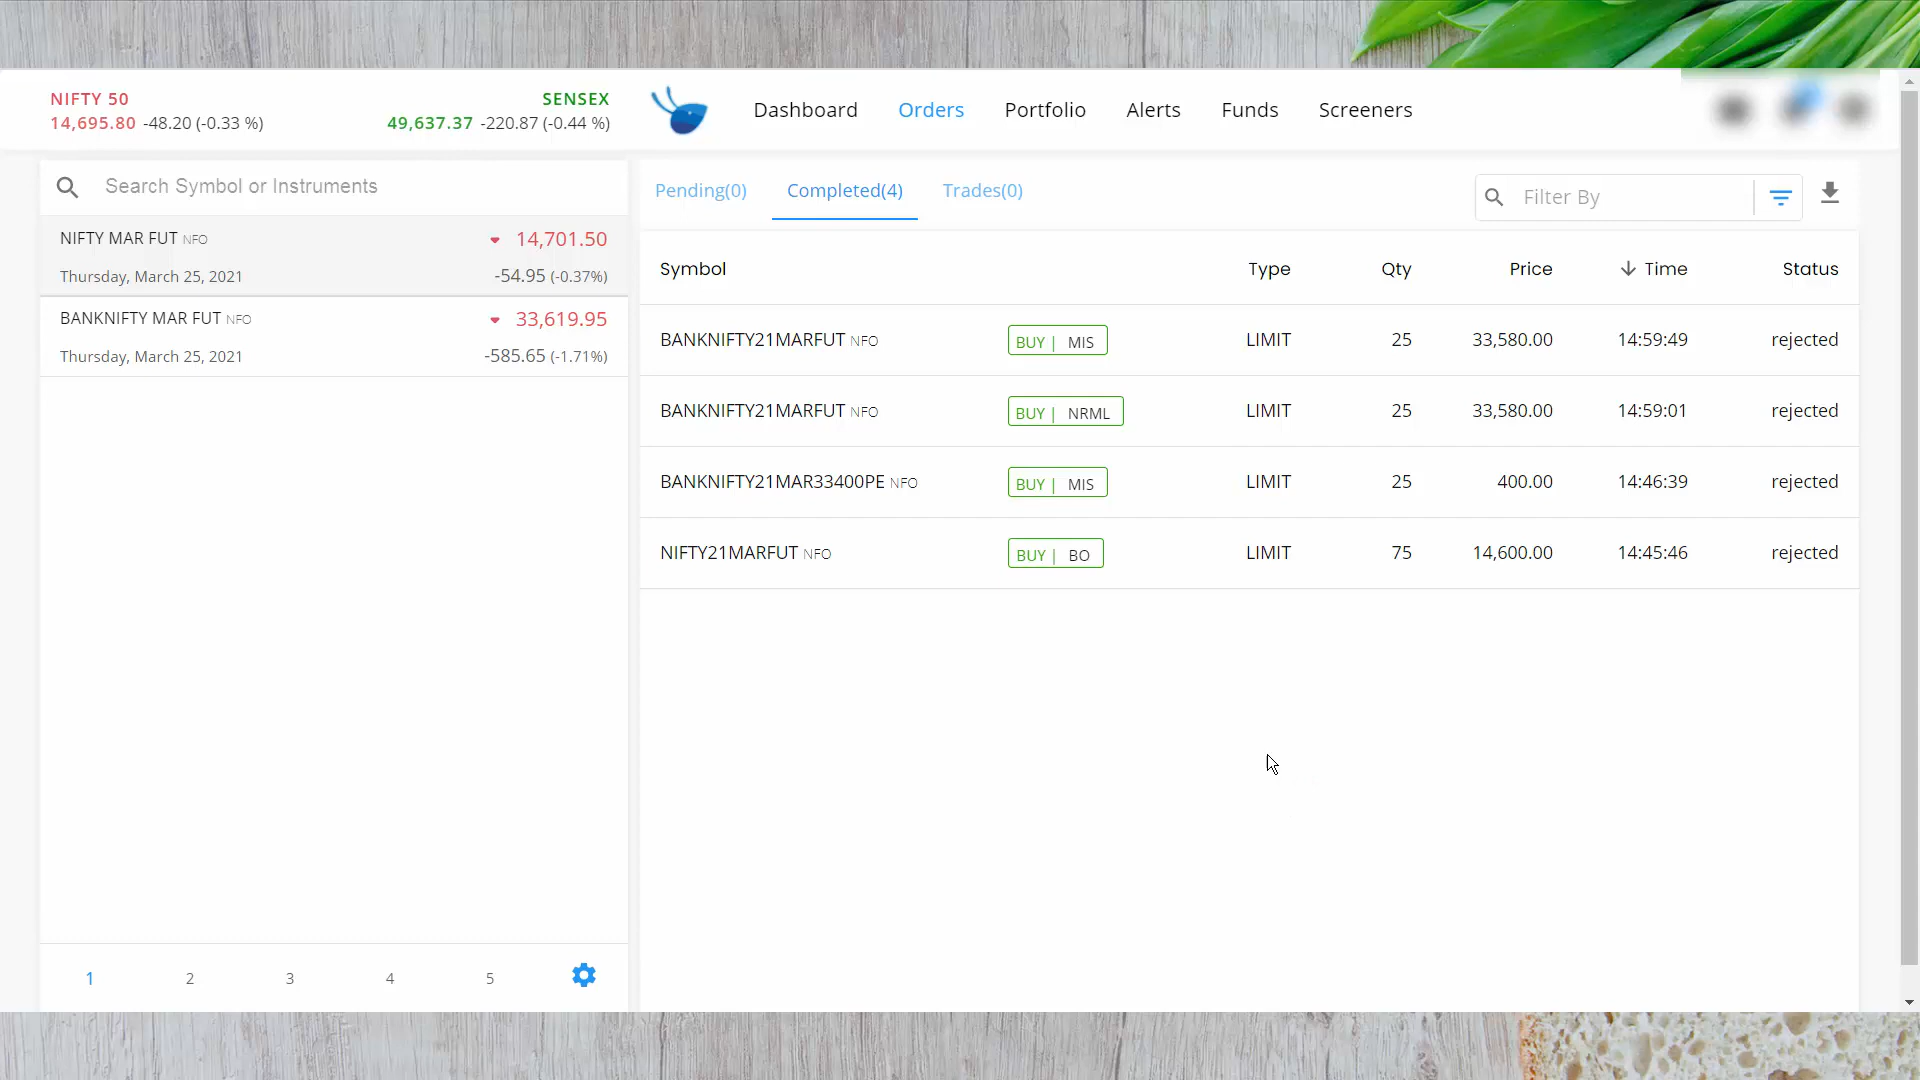 NIFTY 50 SENSEX
14,695.80 -48.20 (-0.33 %) 49,637.37 -220.87 (-0.44 %)
Dashboard Orders Portfolio Alerts Funds Screeners
Search Symbol or Instruments
NIFTY MAR FUT NFO 14,701.50
Thursday, March 25, 2021 -54.95 (-0.37%)
BANKNIFTY MAR FUT NFO 33,619.95
Thursday, March 25, 2021 -585.65 (-1.71%)
1 2 3 4 5
Pending(0) Completed(4) Trades(0) Filter By
Symbol Type Qty Price Time Status
BANKNIFTY21MARFUT NFO BUY | MIS LIMIT 25 33,580.00 14:59:49 rejected
BANKNIFTY21MARFUT NFO BUY | NRML LIMIT 25 33,580.00 14:59:01 rejected
BANKNIFTY21MAR33400PE NFO BUY | MIS LIMIT 25 400.00 14:46:39 rejected
NIFTY21MARFUT NFO BUY | BO LIMIT 75 14,600.00 14:45:46 rejected